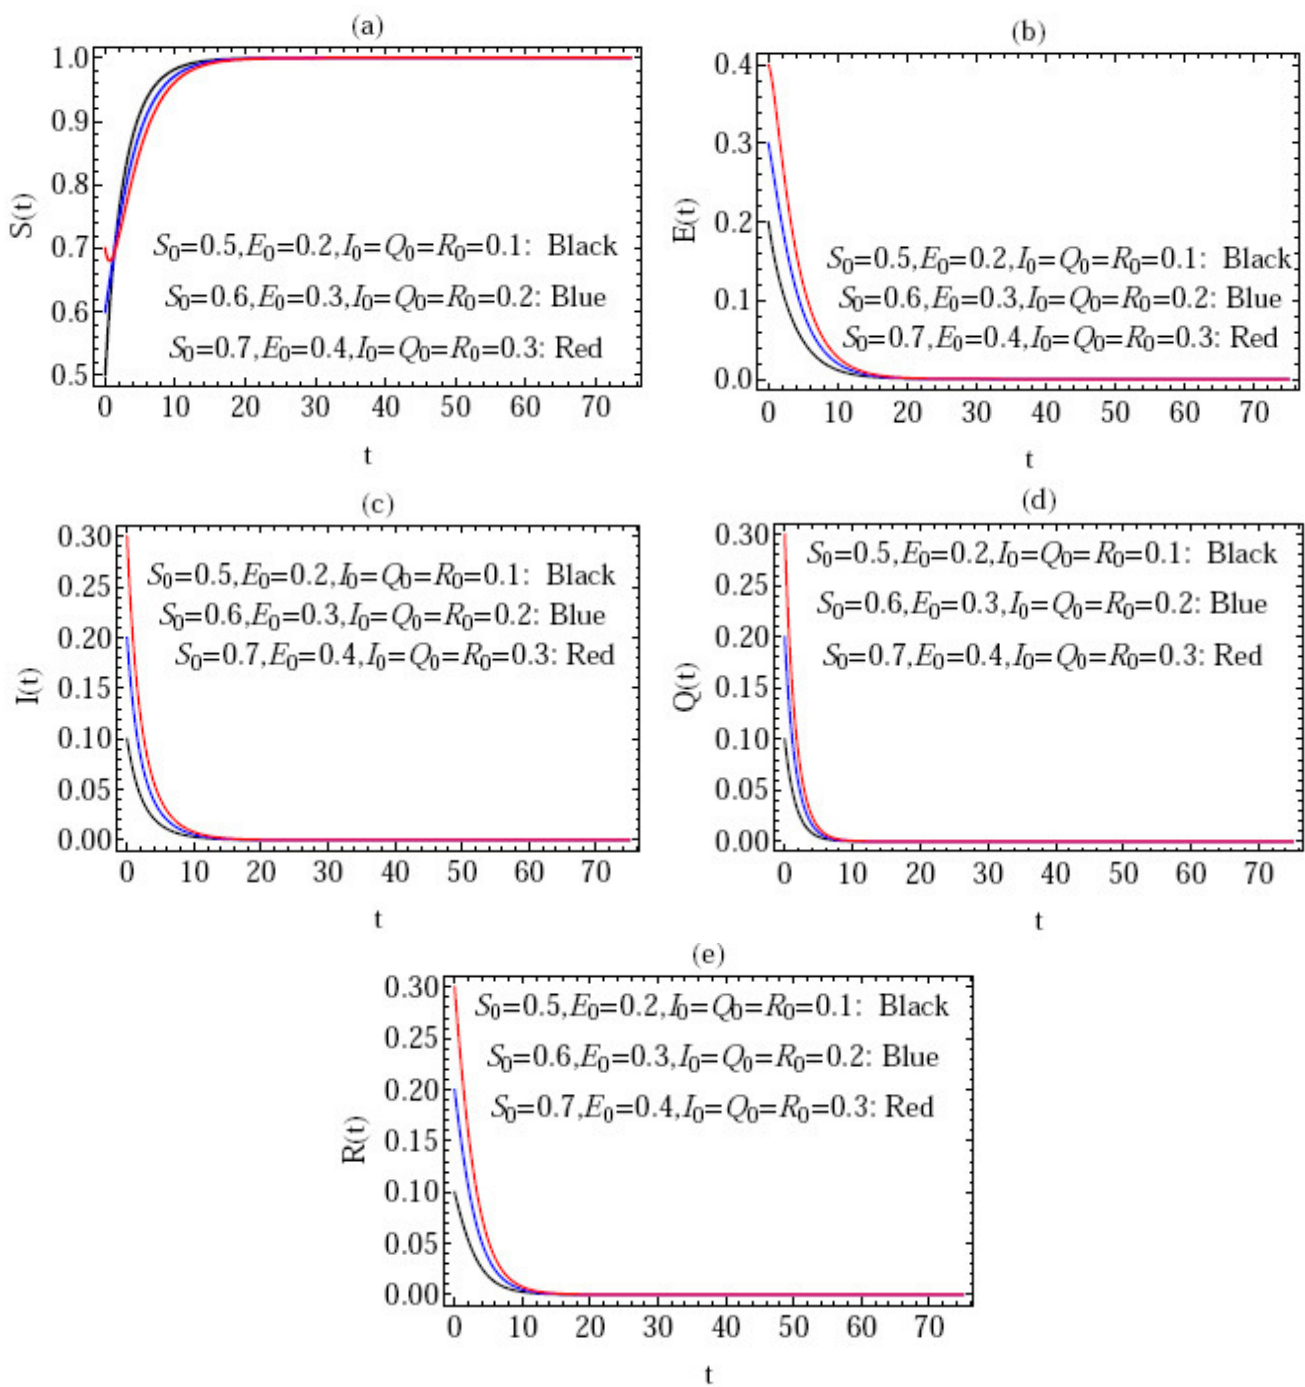 (a)
1.0
0.9
0.8
0.7
0.6
0.5
S(t)
S₀=0.5,E₀=0.2,I₀=Q₀=R₀=0.1: Black
S₀=0.6,E₀=0.3,I₀=Q₀=R₀=0.2: Blue
S₀=0.7,E₀=0.4,I₀=Q₀=R₀=0.3: Red
0 10 20 30 40 50 60 70
t
(b)
0.4
0.3
0.2
0.1
0.0
E(t)
S₀=0.5,E₀=0.2,I₀=Q₀=R₀=0.1: Black
S₀=0.6,E₀=0.3,I₀=Q₀=R₀=0.2: Blue
S₀=0.7,E₀=0.4,I₀=Q₀=R₀=0.3: Red
0 10 20 30 40 50 60 70
t
(c)
0.30
0.25
0.20
0.15
0.10
0.05
0.00
I(t)
S₀=0.5,E₀=0.2,I₀=Q₀=R₀=0.1: Black
S₀=0.6,E₀=0.3,I₀=Q₀=R₀=0.2: Blue
S₀=0.7,E₀=0.4,I₀=Q₀=R₀=0.3: Red
0 10 20 30 40 50 60 70
t
(d)
0.30
0.25
0.20
0.15
0.10
0.05
0.00
Q(t)
S₀=0.5,E₀=0.2,I₀=Q₀=R₀=0.1: Black
S₀=0.6,E₀=0.3,I₀=Q₀=R₀=0.2: Blue
S₀=0.7,E₀=0.4,I₀=Q₀=R₀=0.3: Red
0 10 20 30 40 50 60 70
t
(e)
0.30
0.25
0.20
0.15
0.10
0.05
0.00
R(t)
S₀=0.5,E₀=0.2,I₀=Q₀=R₀=0.1: Black
S₀=0.6,E₀=0.3,I₀=Q₀=R₀=0.2: Blue
S₀=0.7,E₀=0.4,I₀=Q₀=R₀=0.3: Red
0 10 20 30 40 50 60 70
t